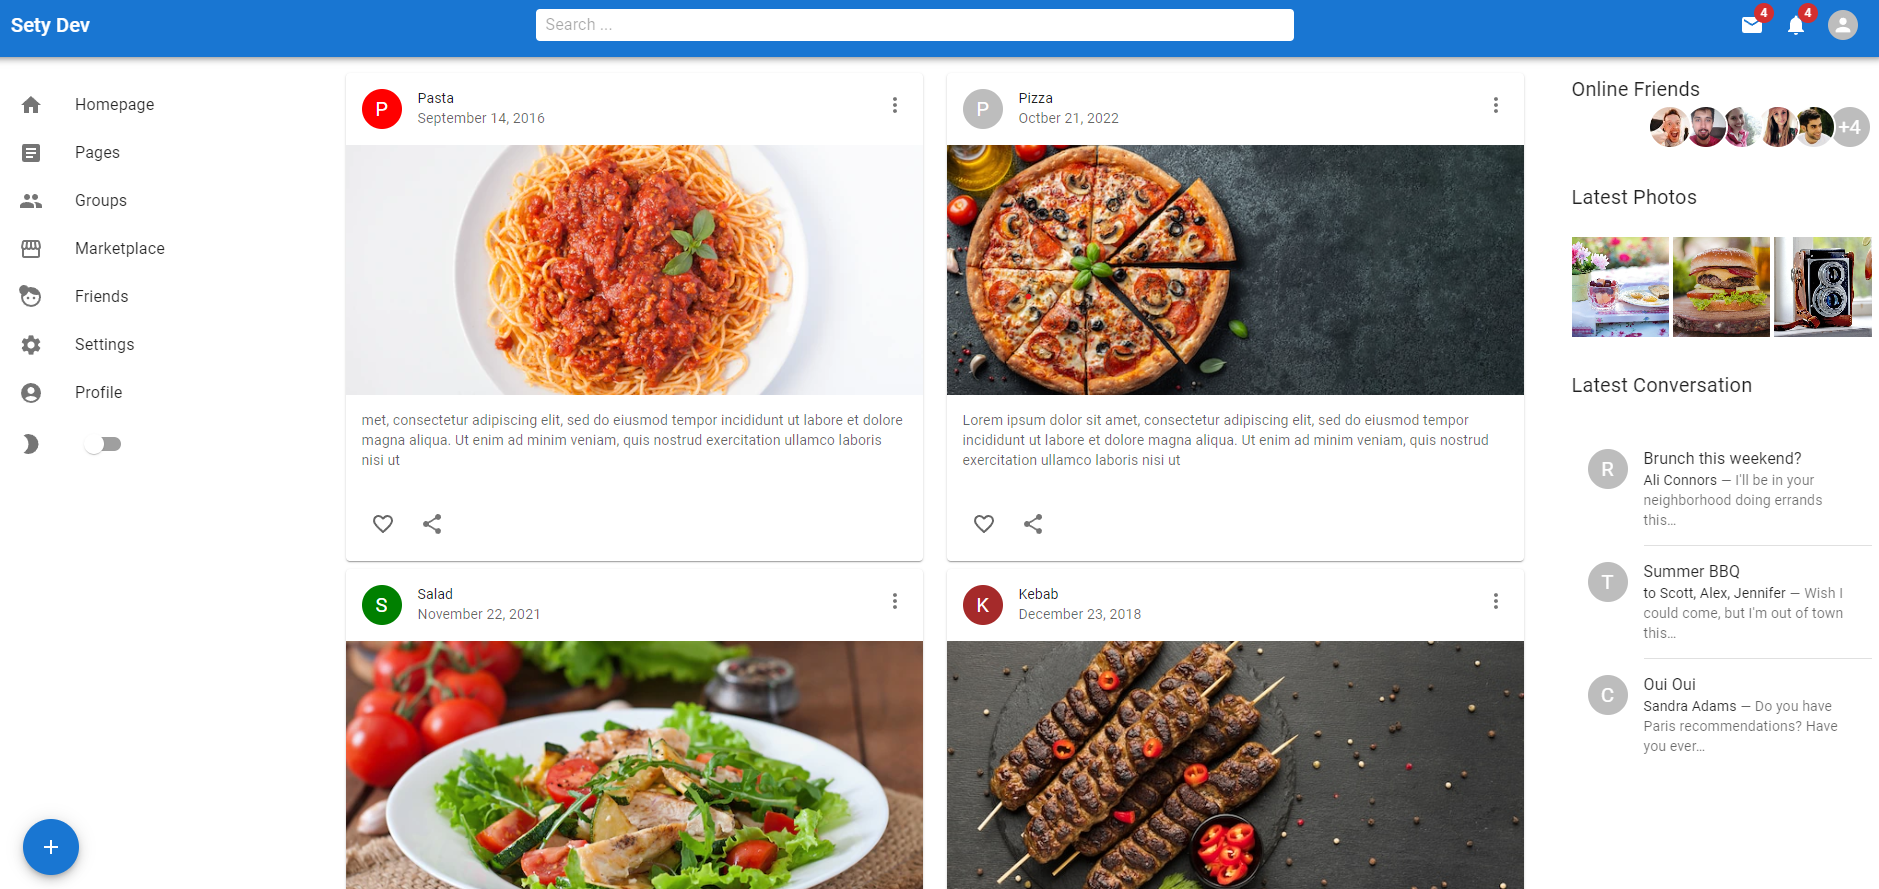 Sety Dev
Search ...
4
4
Homepage
Pages
Groups
Marketplace
Friends
Settings
Profile
P
Pasta
September 14, 2016
met, consectetur adipiscing elit, sed do eiusmod tempor incididunt ut labore et dolore
magna aliqua. Ut enim ad minim veniam, quis nostrud exercitation ullamco laboris
nisi ut
P
Pizza
Octber 21, 2022
Lorem ipsum dolor sit amet, consectetur adipiscing elit, sed do eiusmod tempor
incididunt ut labore et dolore magna aliqua. Ut enim ad minim veniam, quis nostrud
exercitation ullamco laboris nisi ut
S
Salad
November 22, 2021
K
Kebab
December 23, 2018
Online Friends
+4
Latest Photos
Latest Conversation
R
Brunch this weekend?
Ali Connors — I'll be in your
neighborhood doing errands
this…
T
Summer BBQ
to Scott, Alex, Jennifer — Wish I
could come, but I'm out of town
this…
C
Oui Oui
Sandra Adams — Do you have
Paris recommendations? Have
you ever…